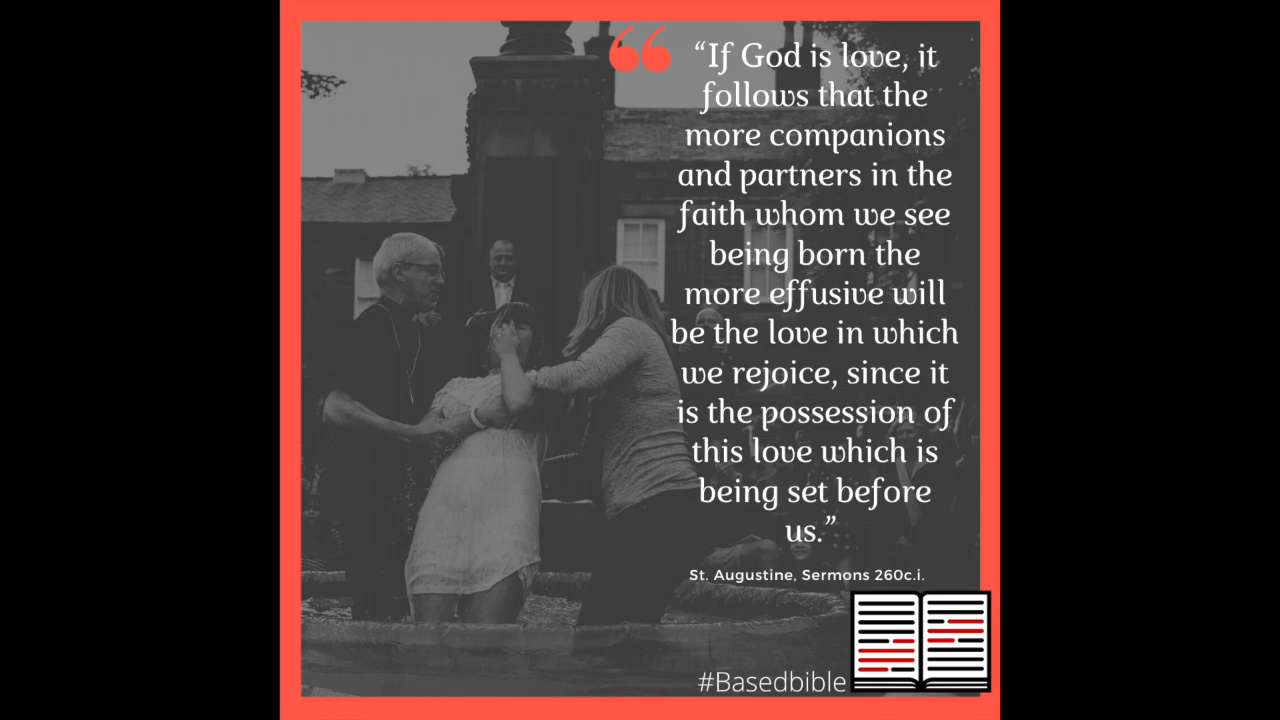 “If God is love, it
follows that the
more companions
and partners in the
faith whom we see
being born the
more effusive will
be the love in which
we rejoice, since it
is the possession of
this love which is
being set before
us.”
St. Augustine, Sermons 260c.i.
#Basedbible